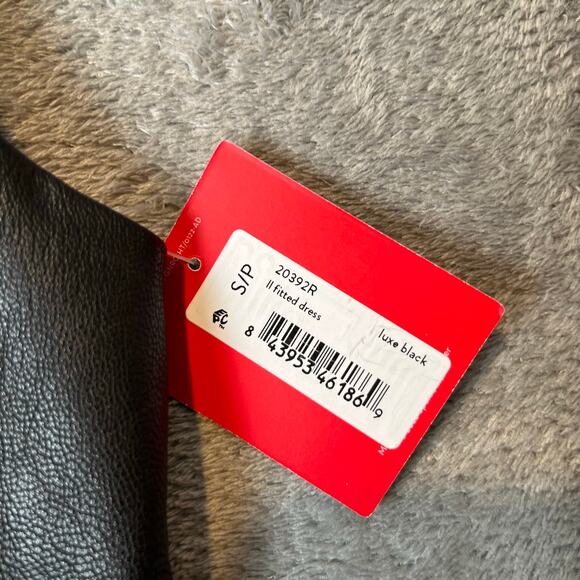 S/P
20392R
ll fitted dress
luxe black
8 43953 46186 9